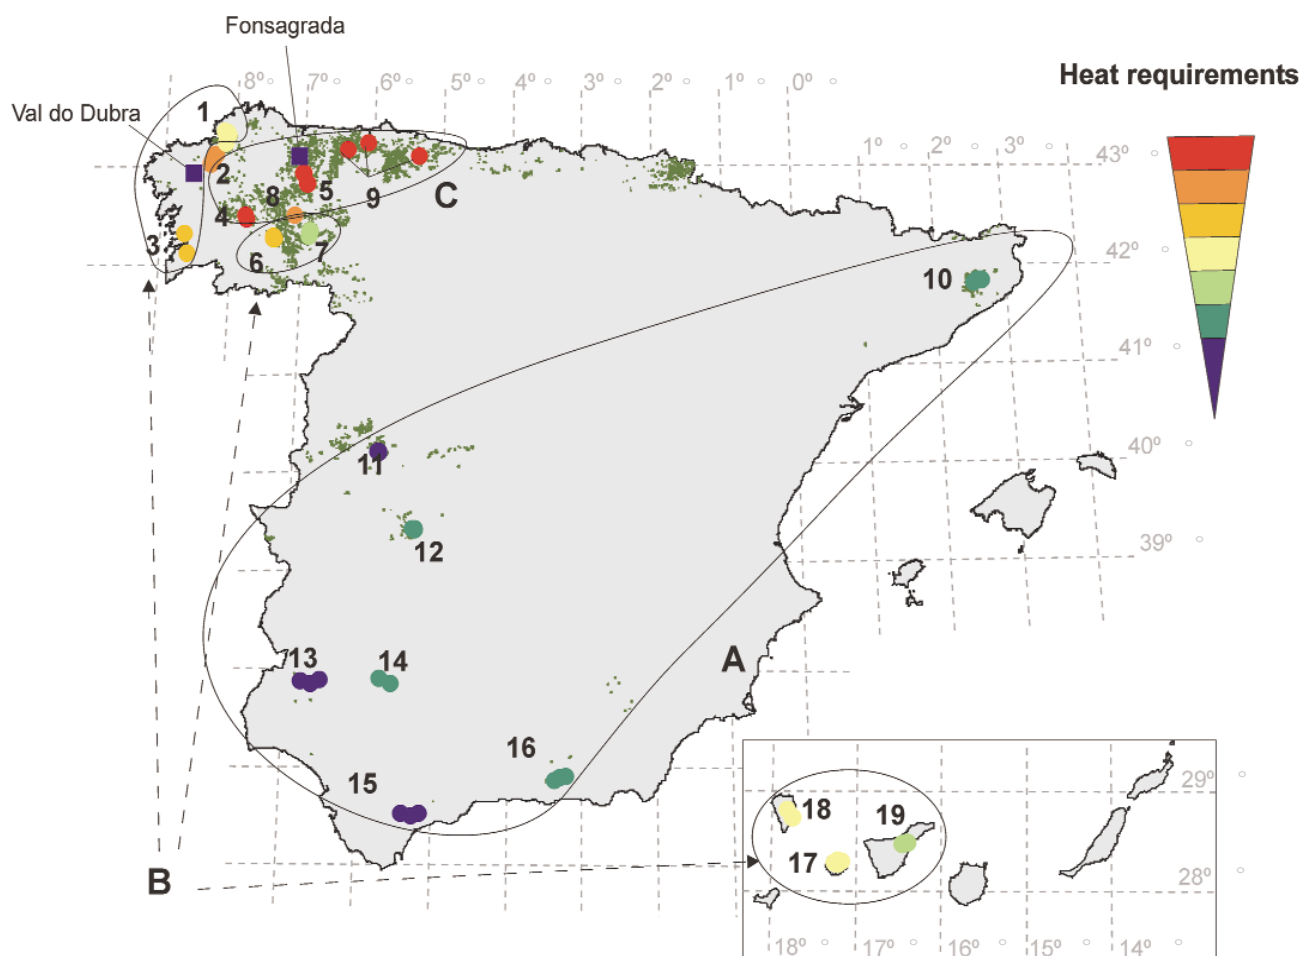 Fonsagrada
Heat requirements
Val do Dubra
8º
7º
6º
5º
4º
3º
2º
1º
0º
1º
2º
3º
43º
42º
41º
40º
39º
1
2
3
4
5
6
7
8
9
C
10
11
12
13
14
A
15
16
B
17
18
19
29º
28º
18º
17º
16º
15º
14º